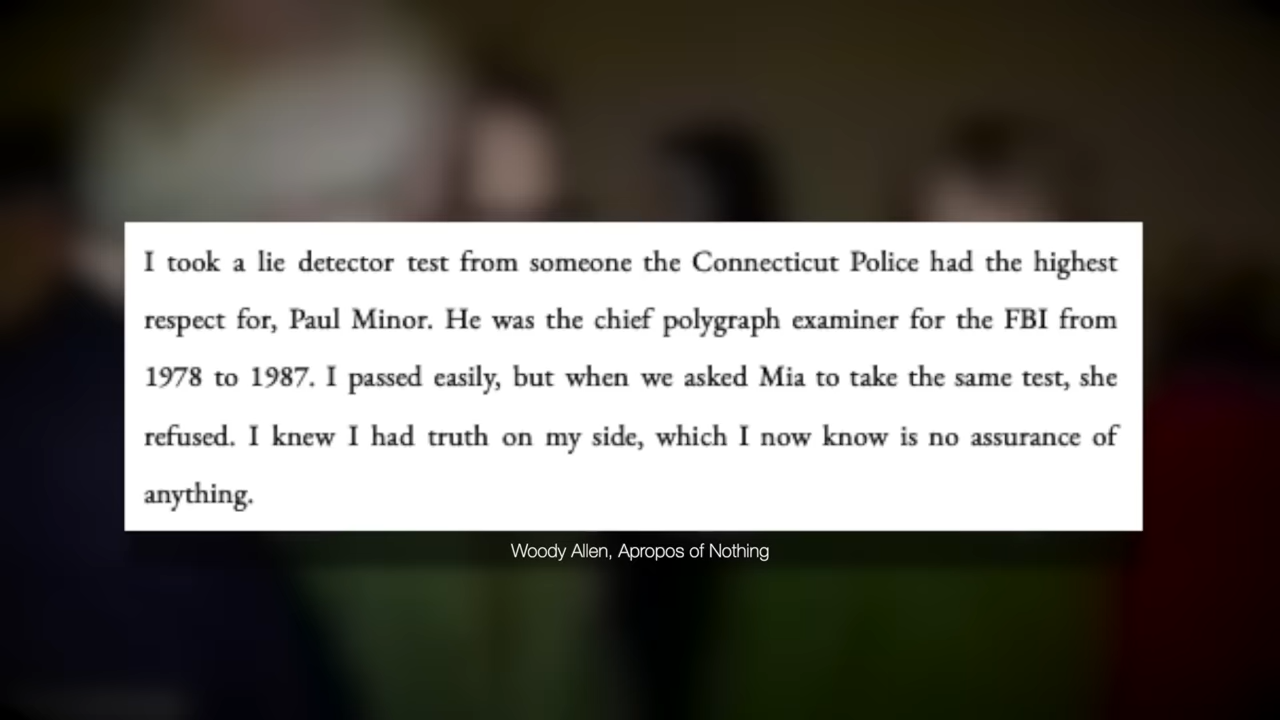 I took a lie detector test from someone the Connecticut Police had the highest
respect for, Paul Minor. He was the chief polygraph examiner for the FBI from
1978 to 1987. I passed easily, but when we asked Mia to take the same test, she
refused. I knew I had truth on my side, which I now know is no assurance of
anything.
Woody Allen, Apropos of Nothing